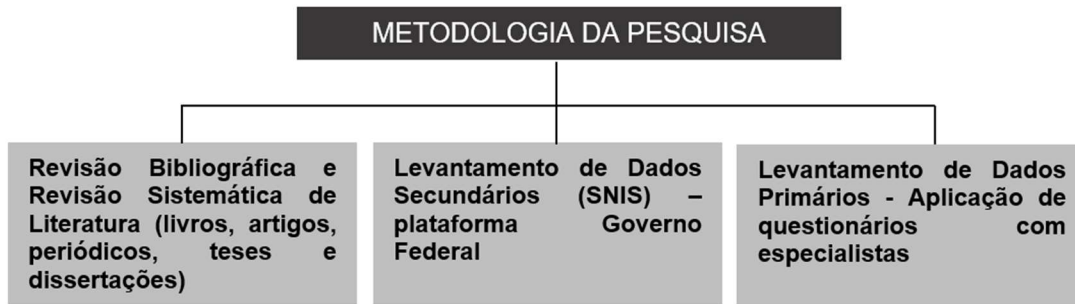 METODOLOGIA DA PESQUISA
Revisão Bibliográfica e
Revisão Sistemática de
Literatura (livros, artigos,
periódicos, teses e
dissertações)
Levantamento de Dados
Secundários (SNIS) –
plataforma Governo
Federal
Levantamento de Dados
Primários - Aplicação de
questionários com
especialistas